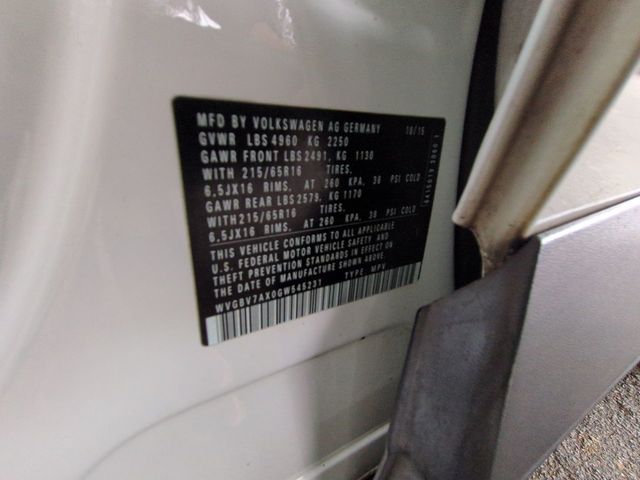 MFD BY VOLKSWAGEN AG GERMANY 10/15
GVWR LBS 4960 KG 2250
GAWR FRONT LBS 2491, KG 1130
WITH 215/65R16 TIRES,
6.5JX16 RIMS, AT 260 KPA, 38 PSI COLD
GAWR REAR LBS 2579, KG 1170
WITH 215/65R16 TIRES,
6.5JX16 RIMS, AT 260 KPA, 38 PSI COLD
THIS VEHICLE CONFORMS TO ALL APPLICABLE
U.S. FEDERAL MOTOR VEHICLE SAFETY AND
THEFT PREVENTION STANDARDS IN EFFECT ON
THE DATE OF MANUFACTURE SHOWN ABOVE.
WVGBV7AX0GW545231 TYPE MPV